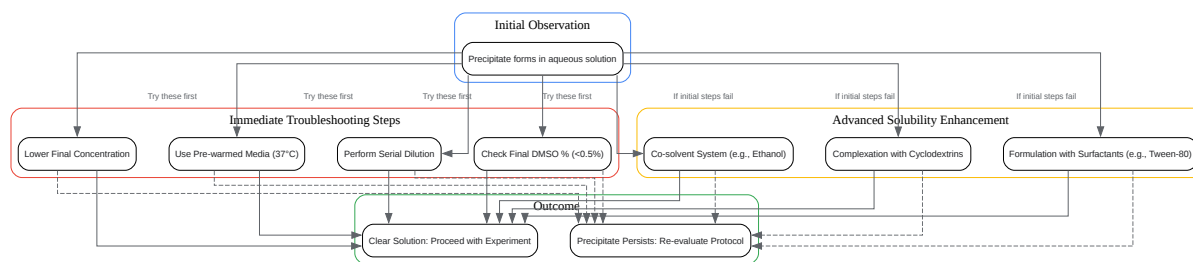 Initial Observation
Precipitate forms in aqueous solution
Try these first
Try these first
Try these first
Try these first
If initial steps fail
If initial steps fail
If initial steps fail
Immediate Troubleshooting Steps
Advanced Solubility Enhancement
Lower Final Concentration
Use Pre-warmed Media (37°C)
Perform Serial Dilution
Check Final DMSO % (<0.5%)
Co-solvent System (e.g., Ethanol)
Complexation with Cyclodextrins
Formulation with Surfactants (e.g., Tween-80)
Outcome
Clear Solution: Proceed with Experiment
Precipitate Persists: Re-evaluate Protocol